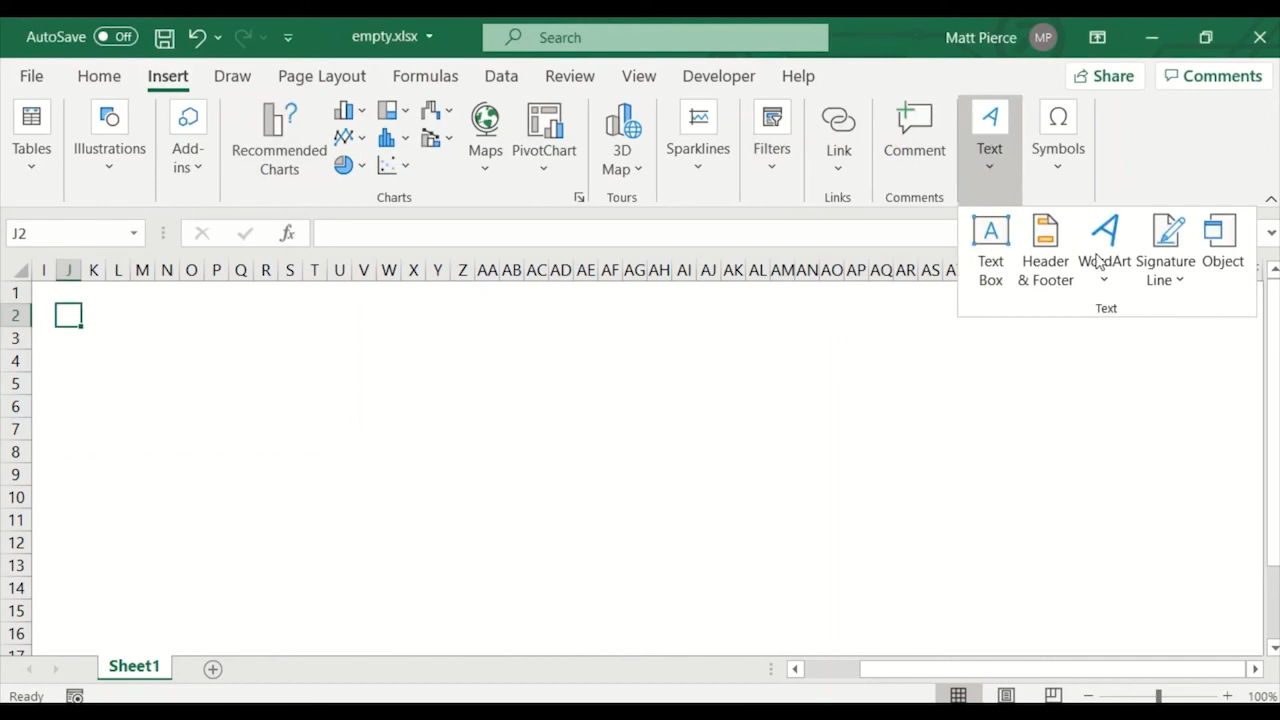 AutoSave Off empty.xlsx Search Matt Pierce MP
File Home Insert Draw Page Layout Formulas Data Review View Developer Help Share Comments
Tables Illustrations Add-ins Recommended Charts Maps PivotChart 3D Map Sparklines Filters Link Comment Text Symbols
Charts Tours Links Comments
J2 fx
Text Box Header & Footer WordArt Signature Line Object
Text
I J K L M N O P Q R S T U V W X Y Z AA AB AC AD AE AF AG AH AI AJ AK AL AM AN AO AP AQ AR AS
1
2
3
4
5
6
7
8
9
10
11
12
13
14
15
16
17
Sheet1
Ready 100%